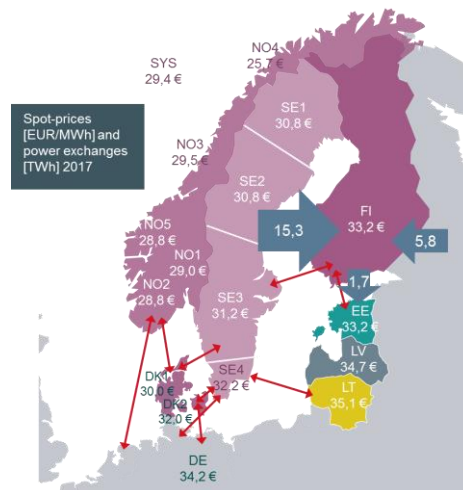 NO4
25,7 €
SYS
29,4 €
SE1
30,8 €
Spot-prices
[EUR/MWh] and
power exchanges
[TWh] 2017
NO3
29,5 €
SE2
30,8 €
FI
33,2 €
15,3
5,8
NO5
28,8 €
NO1
29,0 €
NO2
28,8 €
1,7
SE3
31,2 €
EE
33,2 €
LV
34,7 €
SE4
32,2 €
DK1
30,0 €
LT
35,1 €
DK2
32,0 €
DE
34,2 €